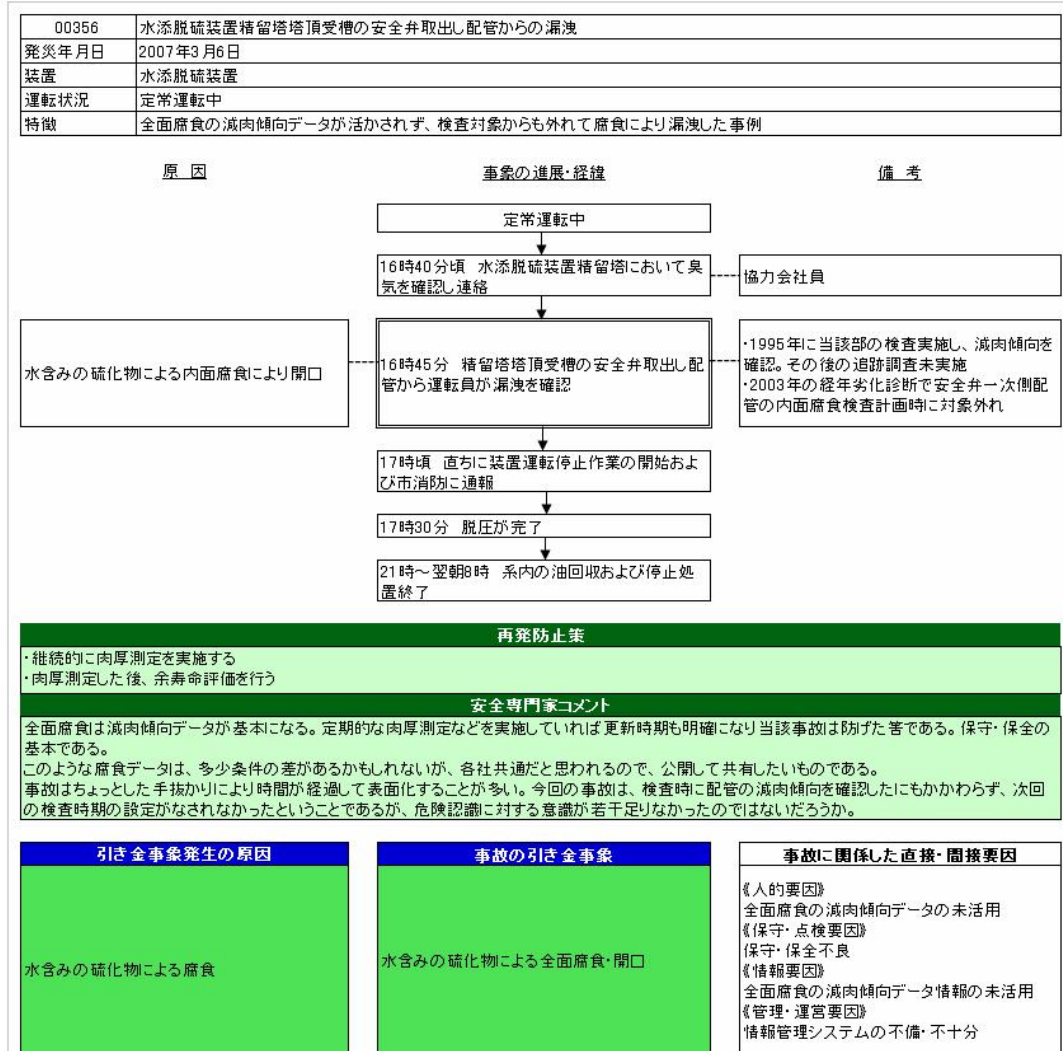 00356 水添脱硫装置精留塔塔頂受槽の安全弁取出し配管からの漏洩
発災年月日 2007年3月6日
装置 水添脱硫装置
運転状況 定常運転中
特徴 全面腐食の減肉傾向データが活かされず、検査対象からも外れて腐食により漏洩した事例
原 因 事象の進展・経緯 備 考
定常運転中
16時40分頃 水添脱硫装置精留塔において臭
気を確認し連絡
協力会社員
水含みの硫化物による内面腐食により開口
16時45分 精留塔塔頂受槽の安全弁取出し配
管から運転員が漏洩を確認
・1995年に当該部の検査実施し、減肉傾向を
確認。その後の追跡調査未実施
・2003年の経年劣化診断で安全弁一次側配
管の内面腐食検査計画時に対象外れ
17時頃 直ちに装置運転停止作業の開始およ
び市消防に通報
17時30分 脱圧が完了
21時～翌朝8時 系内の油回収および停止処
置終了
再発防止策
・継続的に肉厚測定を実施する
・肉厚測定した後、余寿命評価を行う
安全専門家コメント
全面腐食は減肉傾向データが基本になる。定期的な肉厚測定などを実施していれば更新時期も明確になり当該事故は防げた筈である。保守・保全の
基本である。
このような腐食データは、多少条件の差があるかもしれないが、各社共通だと思われるので、公開して共有したいものである。
事故はちょっとした手抜かりにより時間が経過して表面化することが多い。今回の事故は、検査時に配管の減肉傾向を確認したにもかかわらず、次回
の検査時期の設定がなされなかったということであるが、危険認識に対する意識が若干足りなかったのではないだろうか。
引き金事象発生の原因
水含みの硫化物による腐食
事故の引き金事象
水含みの硫化物による全面腐食・開口
事故に関係した直接・間接要因
《人的要因》
全面腐食の減肉傾向データの未活用
《保守・点検要因》
保守・保全不良
《情報要因》
全面腐食の減肉傾向データ情報の未活用
《管理・運営要因》
情報管理システムの不備・不十分